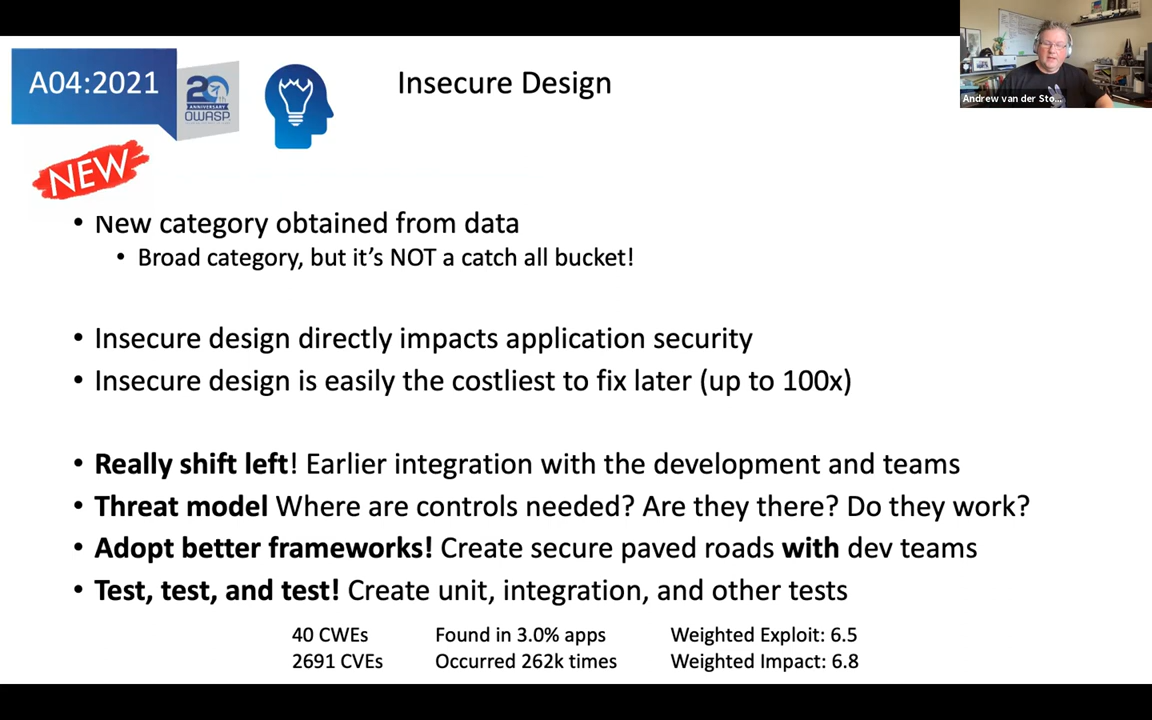 A04:2021
20th
ANNIVERSARY
OWASP
Insecure Design
Andrew van der Sto...
NEW
• New category obtained from data
• Broad category, but it's NOT a catch all bucket!
• Insecure design directly impacts application security
• Insecure design is easily the costliest to fix later (up to 100x)
• Really shift left! Earlier integration with the development and teams
• Threat model Where are controls needed? Are they there? Do they work?
• Adopt better frameworks! Create secure paved roads with dev teams
• Test, test, and test! Create unit, integration, and other tests
40 CWEs Found in 3.0% apps Weighted Exploit: 6.5
2691 CVEs Occurred 262k times Weighted Impact: 6.8